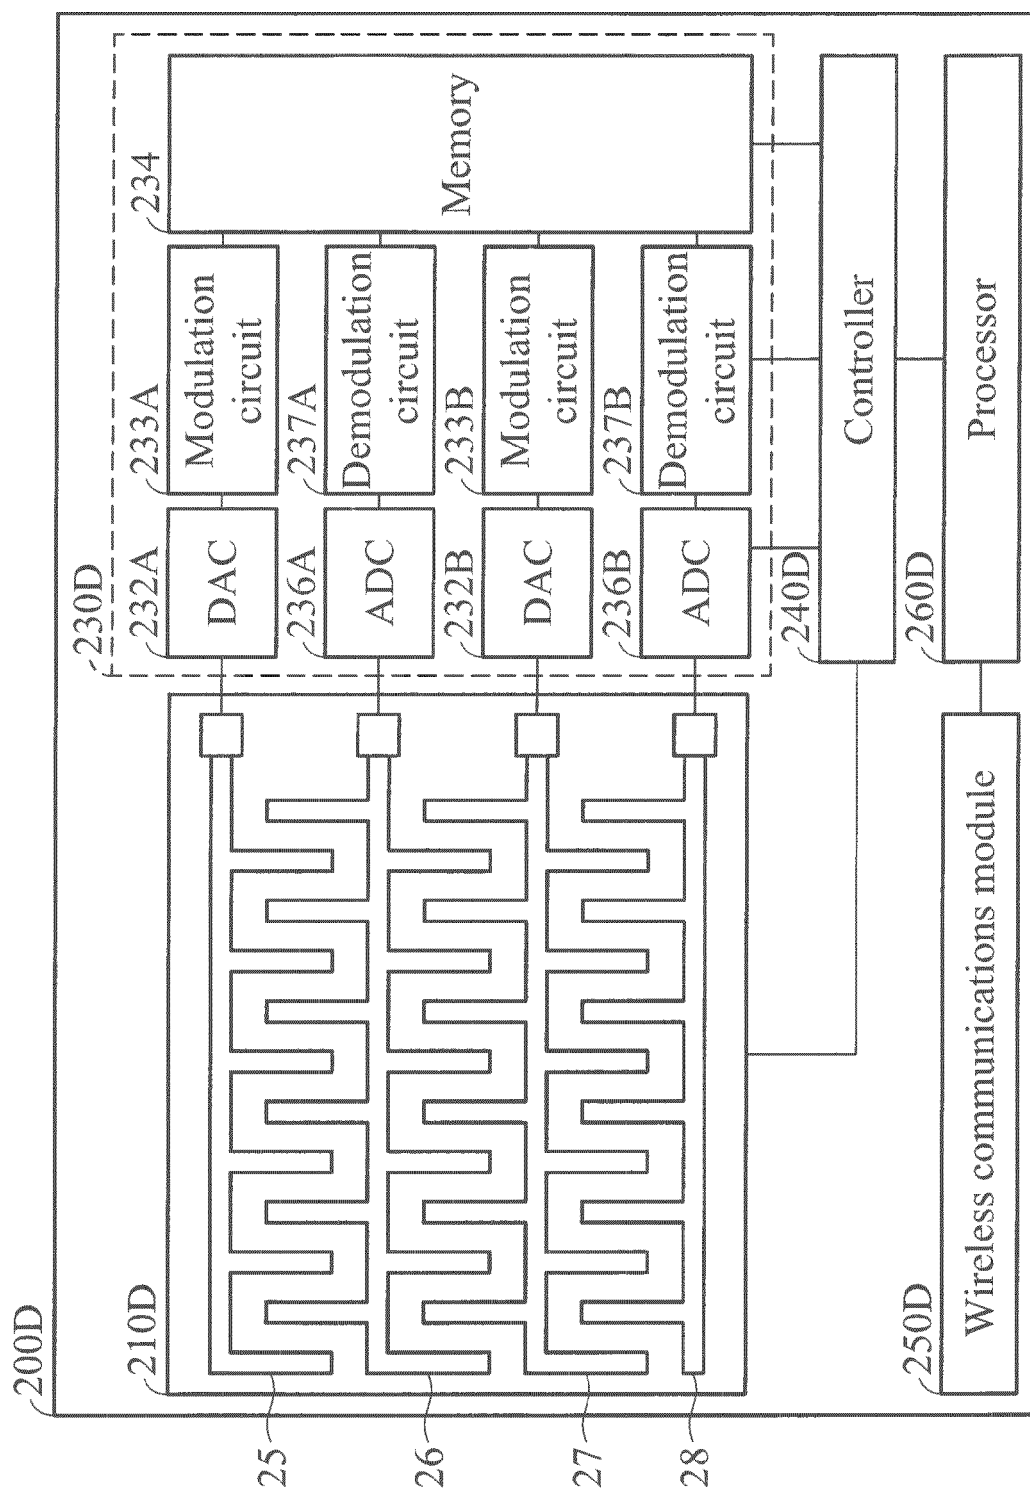 200D
210D
25
26
27
28
230D
232A
DAC
236A
ADC
232B
DAC
236B
ADC
233A
Modulation
circuit
237A
Demodulation
circuit
233B
Modulation
circuit
237B
Demodulation
circuit
234
Memory
240D
Controller
250D
Wireless communications module
260D
Processor